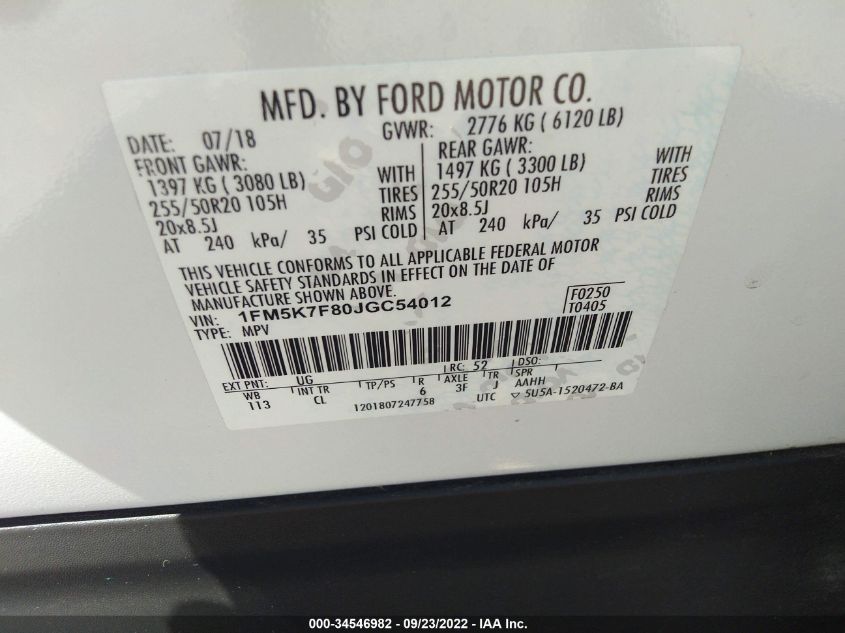 MFD. BY FORD MOTOR CO.
DATE: 07/18 GVWR: 2776 KG ( 6120 LB)
FRONT GAWR: REAR GAWR:
1397 KG ( 3080 LB) WITH 1497 KG ( 3300 LB) WITH
255/50R20 105H TIRES 255/50R20 105H TIRES
20x8.5J RIMS 20x8.5J RIMS
AT 240 kPa/ 35 PSI COLD AT 240 kPa/ 35 PSI COLD
THIS VEHICLE CONFORMS TO ALL APPLICABLE FEDERAL MOTOR
VEHICLE SAFETY STANDARDS IN EFFECT ON THE DATE OF
MANUFACTURE SHOWN ABOVE.
VIN: 1FM5K7F80JGC54012 F0250
TYPE: MPV T0405
EXT PNT: UG RC: 52 DSO:
WB INT TR TP/PS R AXLE TR SPR
113 CL 6 3F J AAHH
1201807247758 UTC ▽ 5U5A-1520472-BA
000-34546982 - 09/23/2022 - IAA Inc.